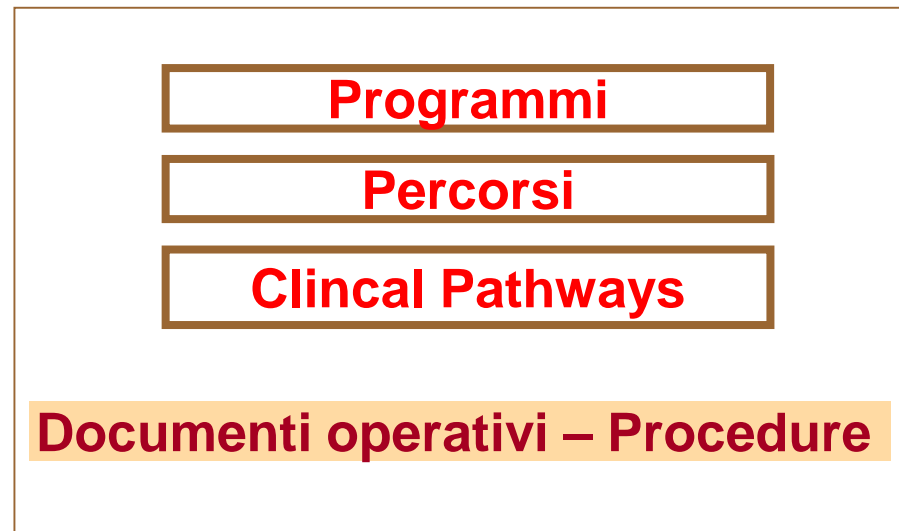 Programmi
Percorsi
Clincal Pathways
Documenti operativi – Procedure